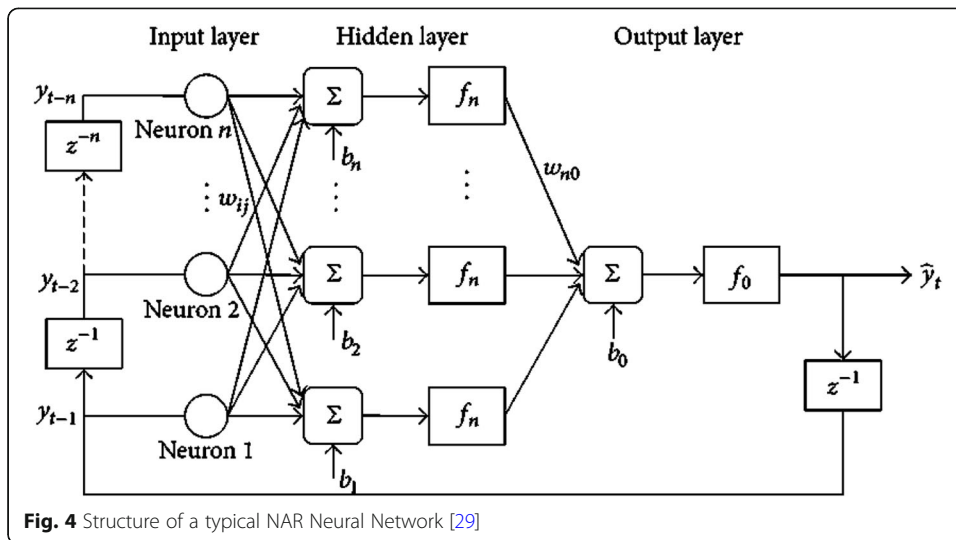 Input layer Hidden layer Output layer
y_{t-n} Σ f_n
Neuron n
z^{-n} b_n
w_{n0}
⋮ w_{ij} ⋮ ⋮
y_{t-2} Σ f_n Σ f_0 ŷ_t
Neuron 2
z^{-1} b_2 b_0
z^{-1}
y_{t-1} Σ f_n
Neuron 1
b_1
Fig. 4 Structure of a typical NAR Neural Network [29]